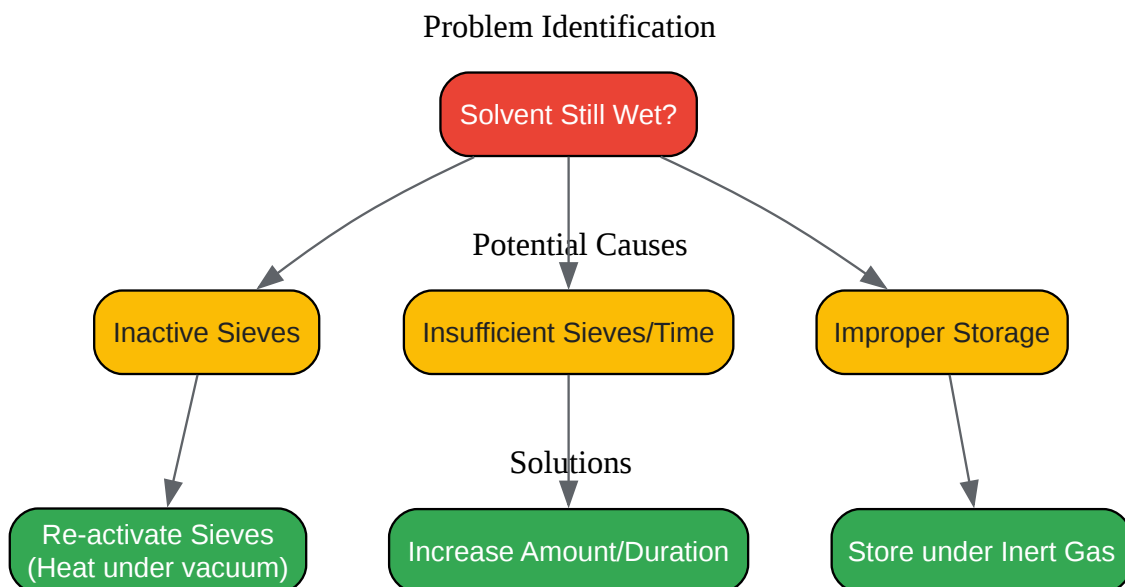 Problem Identification
Solvent Still Wet?
Potential Causes
Inactive Sieves
Insufficient Sieves/Time
Improper Storage
Solutions
Re-activate Sieves
(Heat under vacuum)
Increase Amount/Duration
Store under Inert Gas